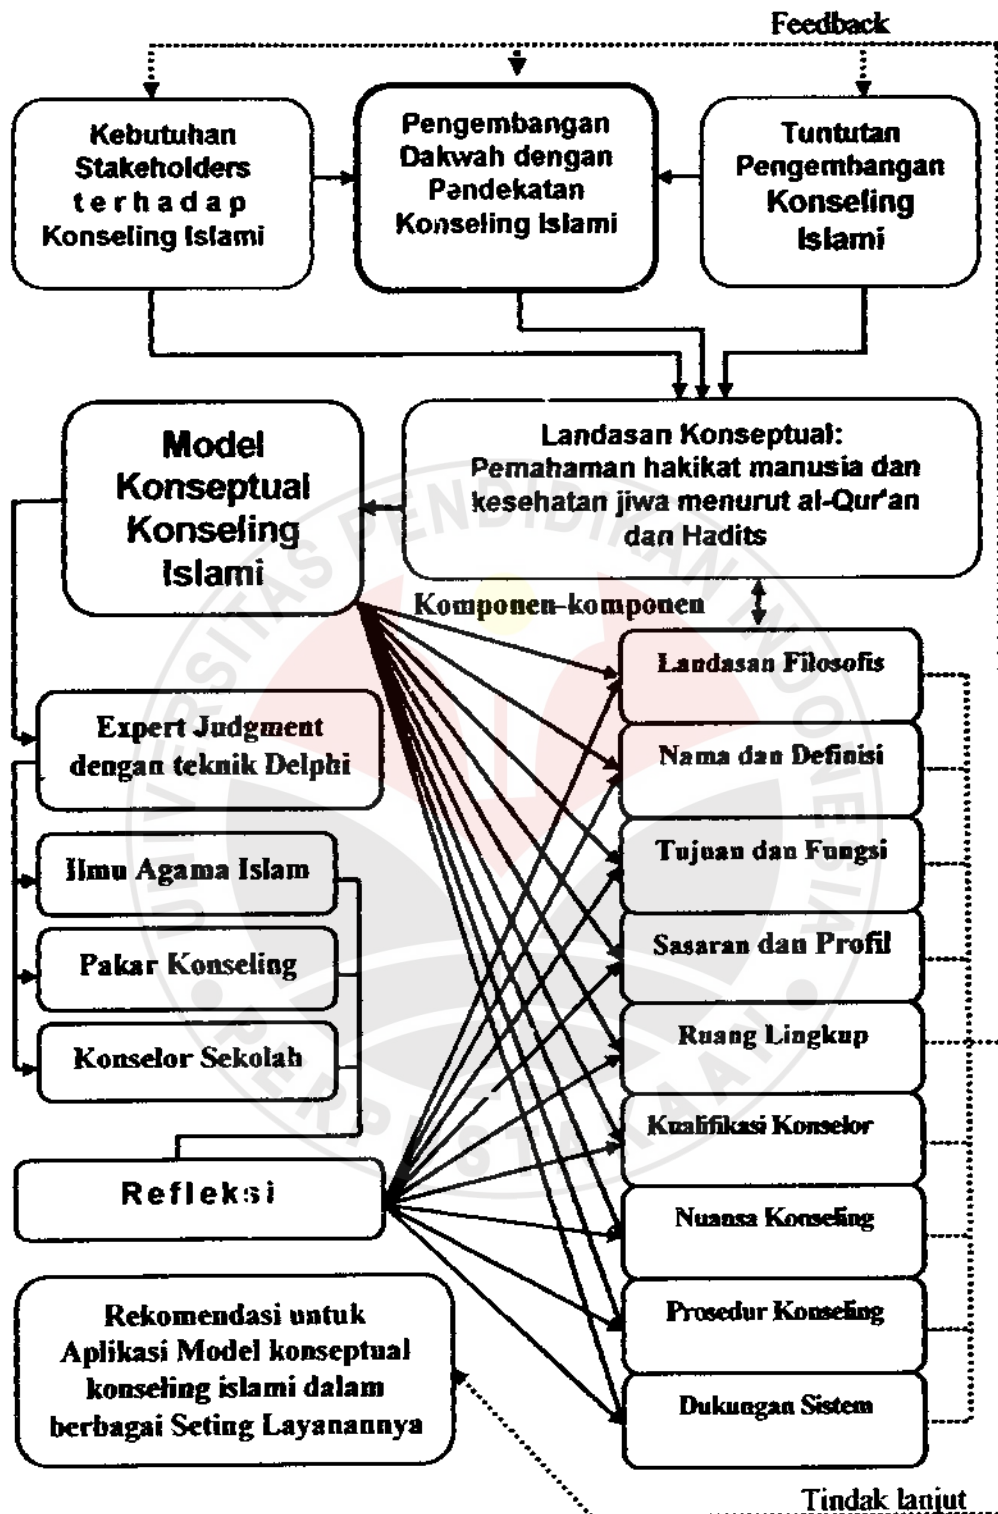 Feedback
Kebutuhan
Stakeholders
terhadap
Konseling Islami
Pengembangan
Dakwah dengan
Pendekatan
Konseling Islami
Tuntutan
Pengembangan
Konseling
Islami
Model
Konseptual
Konseling
Islami
Landasan Konseptual:
Pemahaman hakikat manusia dan
kesehatan jiwa menurut al-Qur'an
dan Hadits
Komponen-komponen
Landasan Filosofis
Nama dan Definisi
Tujuan dan Fungsi
Sasaran dan Profil
Ruang Lingkup
Kualifikasi Konselor
Nuansa Konseling
Prosedur Konseling
Dukungan Sistem
Expert Judgment
dengan teknik Delphi
Ilmu Agama Islam
Pakar Konseling
Konselor Sekolah
Refleksi
Rekomendasi untuk
Aplikasi Model konseptual
konseling islami dalam
berbagai Seting Layanannya
Tindak lanjut
UNIVERSITAS PENDIDIKAN INDONESIA
PERPUSTAKAAN